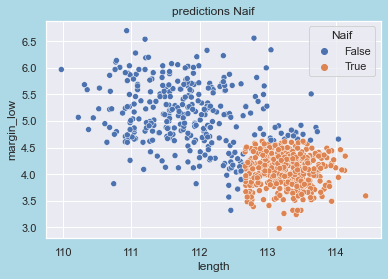 predictions Naif
Naif
False
True
6.5
6.0
5.5
5.0
4.5
4.0
3.5
3.0
margin_low
110
111
112
113
114
length